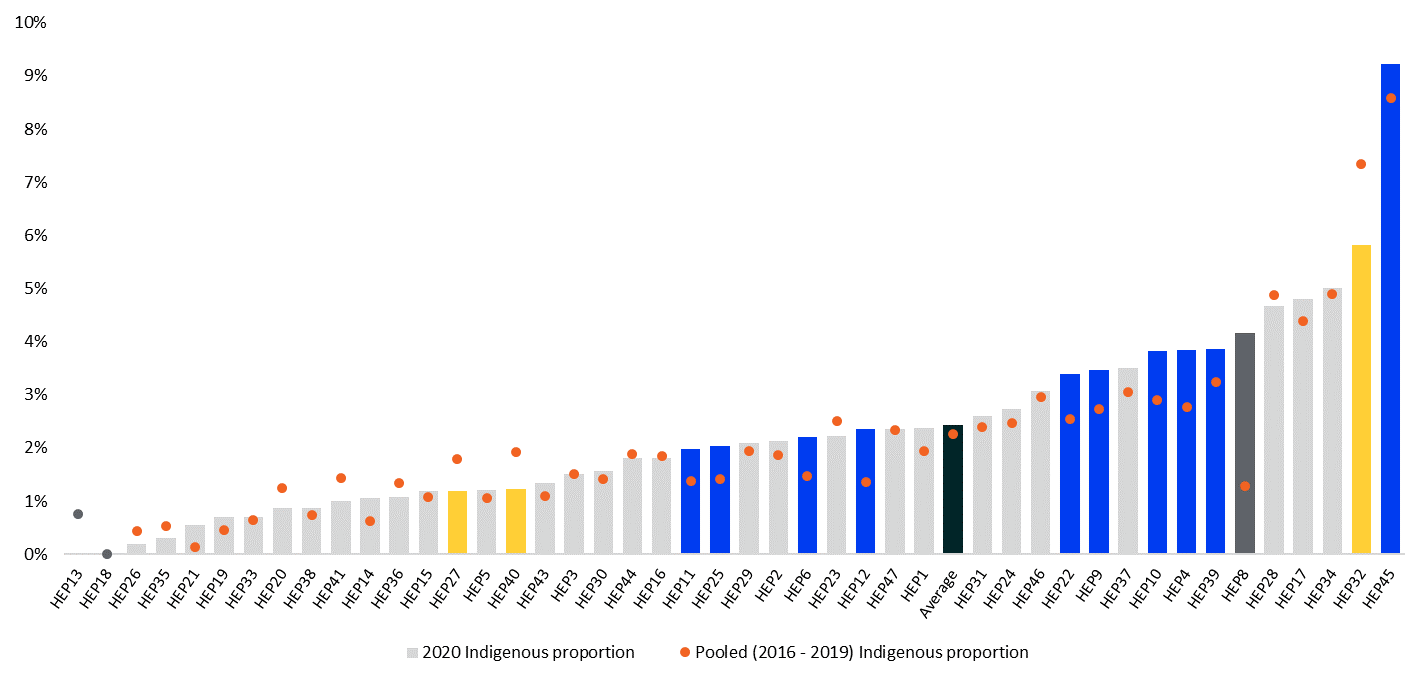 10%
9%
8%
7%
6%
5%
4%
3%
2%
1%
0%
HEP13
HEP18
HEP26
HEP35
HEP21
HEP19
HEP33
HEP20
HEP38
HEP41
HEP14
HEP36
HEP15
HEP27
HEP5
HEP40
HEP43
HEP3
HEP30
HEP44
HEP16
HEP11
HEP25
HEP29
HEP2
HEP6
HEP23
HEP12
HEP47
HEP1
Average
HEP31
HEP24
HEP46
HEP22
HEP9
HEP37
HEP10
HEP4
HEP39
HEP8
HEP28
HEP17
HEP34
HEP32
HEP45
2020 Indigenous proportion
Pooled (2016 - 2019) Indigenous proportion